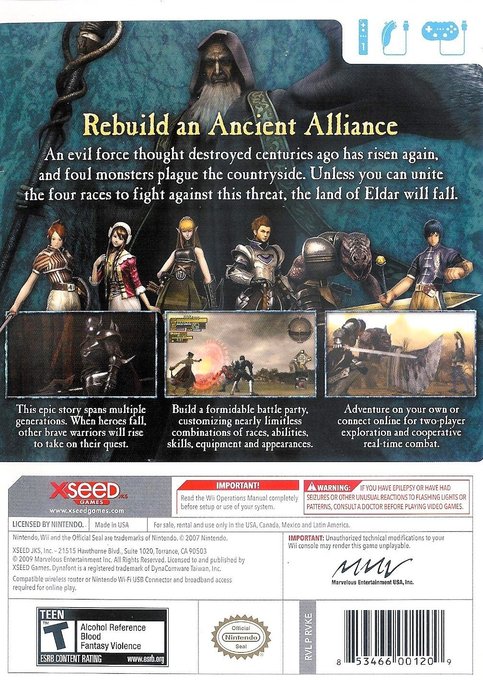 Rebuild an Ancient Alliance
An evil force thought destroyed centuries ago has risen again,
and foul monsters plague the countryside. Unless you can unite
the four races to fight against this threat, the land of Eldar will fall.
This epic story spans multiple
generations. When heroes fall,
other brave warriors will rise
to take on their quest.
Build a formidable battle party,
customizing nearly limitless
combinations of races, abilities,
skills, equipment and appearances.
Adventure on your own or
connect online for two-player
exploration and cooperative
real-time combat.
XSEED JKS
GAMES
www.xseedgames.com
IMPORTANT!
Read the Wii Operations Manual completely
before setup or use of your system.
WARNING: IF YOU HAVE EPILEPSY OR HAVE HAD
SEIZURES OR OTHER UNUSUAL REACTIONS TO FLASHING LIGHTS OR
PATTERNS, CONSULT A DOCTOR BEFORE PLAYING VIDEO GAMES.
LICENSED BY NINTENDO. Made in USA For sale, rental and use only in the USA, Canada, Mexico and Latin America.
Nintendo, Wii and the Official Seal are trademarks of Nintendo. © 2007 Nintendo.
XSEED JKS, Inc. - 21515 Hawthorne Blvd., Suite 1020, Torrance, CA 90503
© 2009 Marvelous Entertainment Inc. All Rights Reserved. Licensed to and published by
XSEED Games. Dynafont is a registered trademark of DynaComware Taiwan, Inc.
Compatible wireless router or Nintendo Wi-Fi USB Connector and broadband access
required for online play.
IMPORTANT: Unauthorized technical modifications to your
Wii console may render this game unplayable.
Marvelous Entertainment USA, Inc.
TEEN
T
Alcohol Reference
Blood
Fantasy Violence
ESRB CONTENT RATING www.esrb.org
Official
Nintendo
Seal
RVL P RVKE
8 53466 00120 9